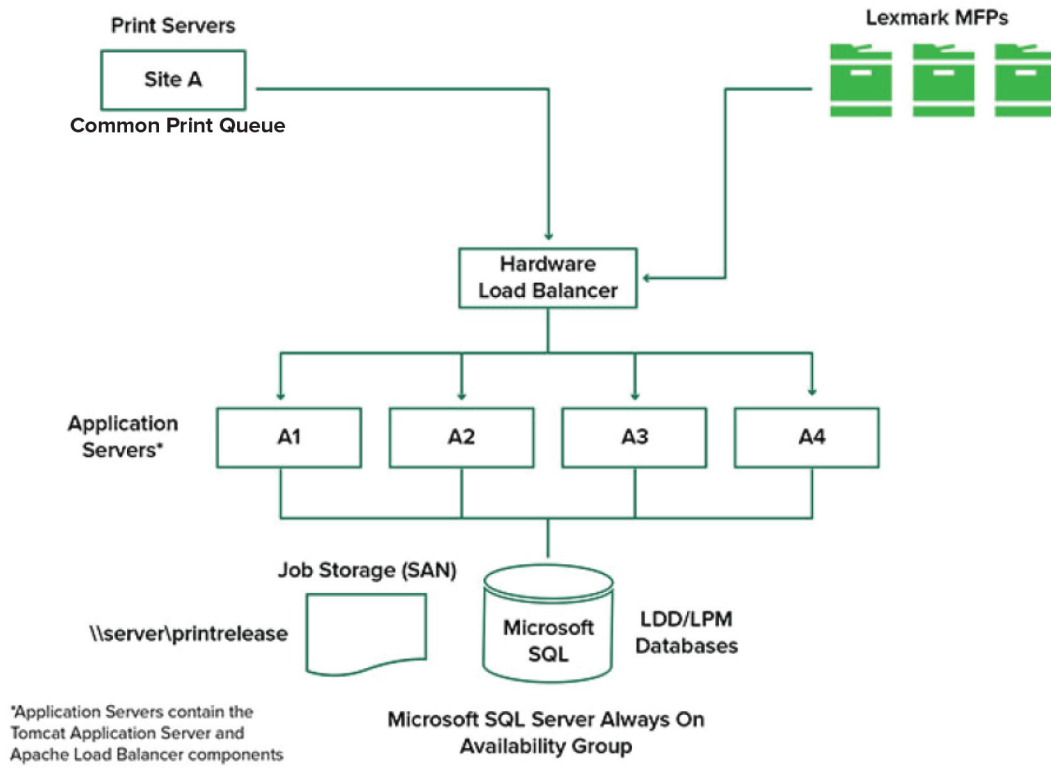 Print Servers
Lexmark MFPs
Site A
Common Print Queue
Hardware
Load Balancer
Application
Servers*
A1
A2
A3
A4
Job Storage (SAN)
\\server\printrelease
Microsoft
SQL
LDD/LPM
Databases
*Application Servers contain the
Tomcat Application Server and
Apache Load Balancer components
Microsoft SQL Server Always On
Availability Group